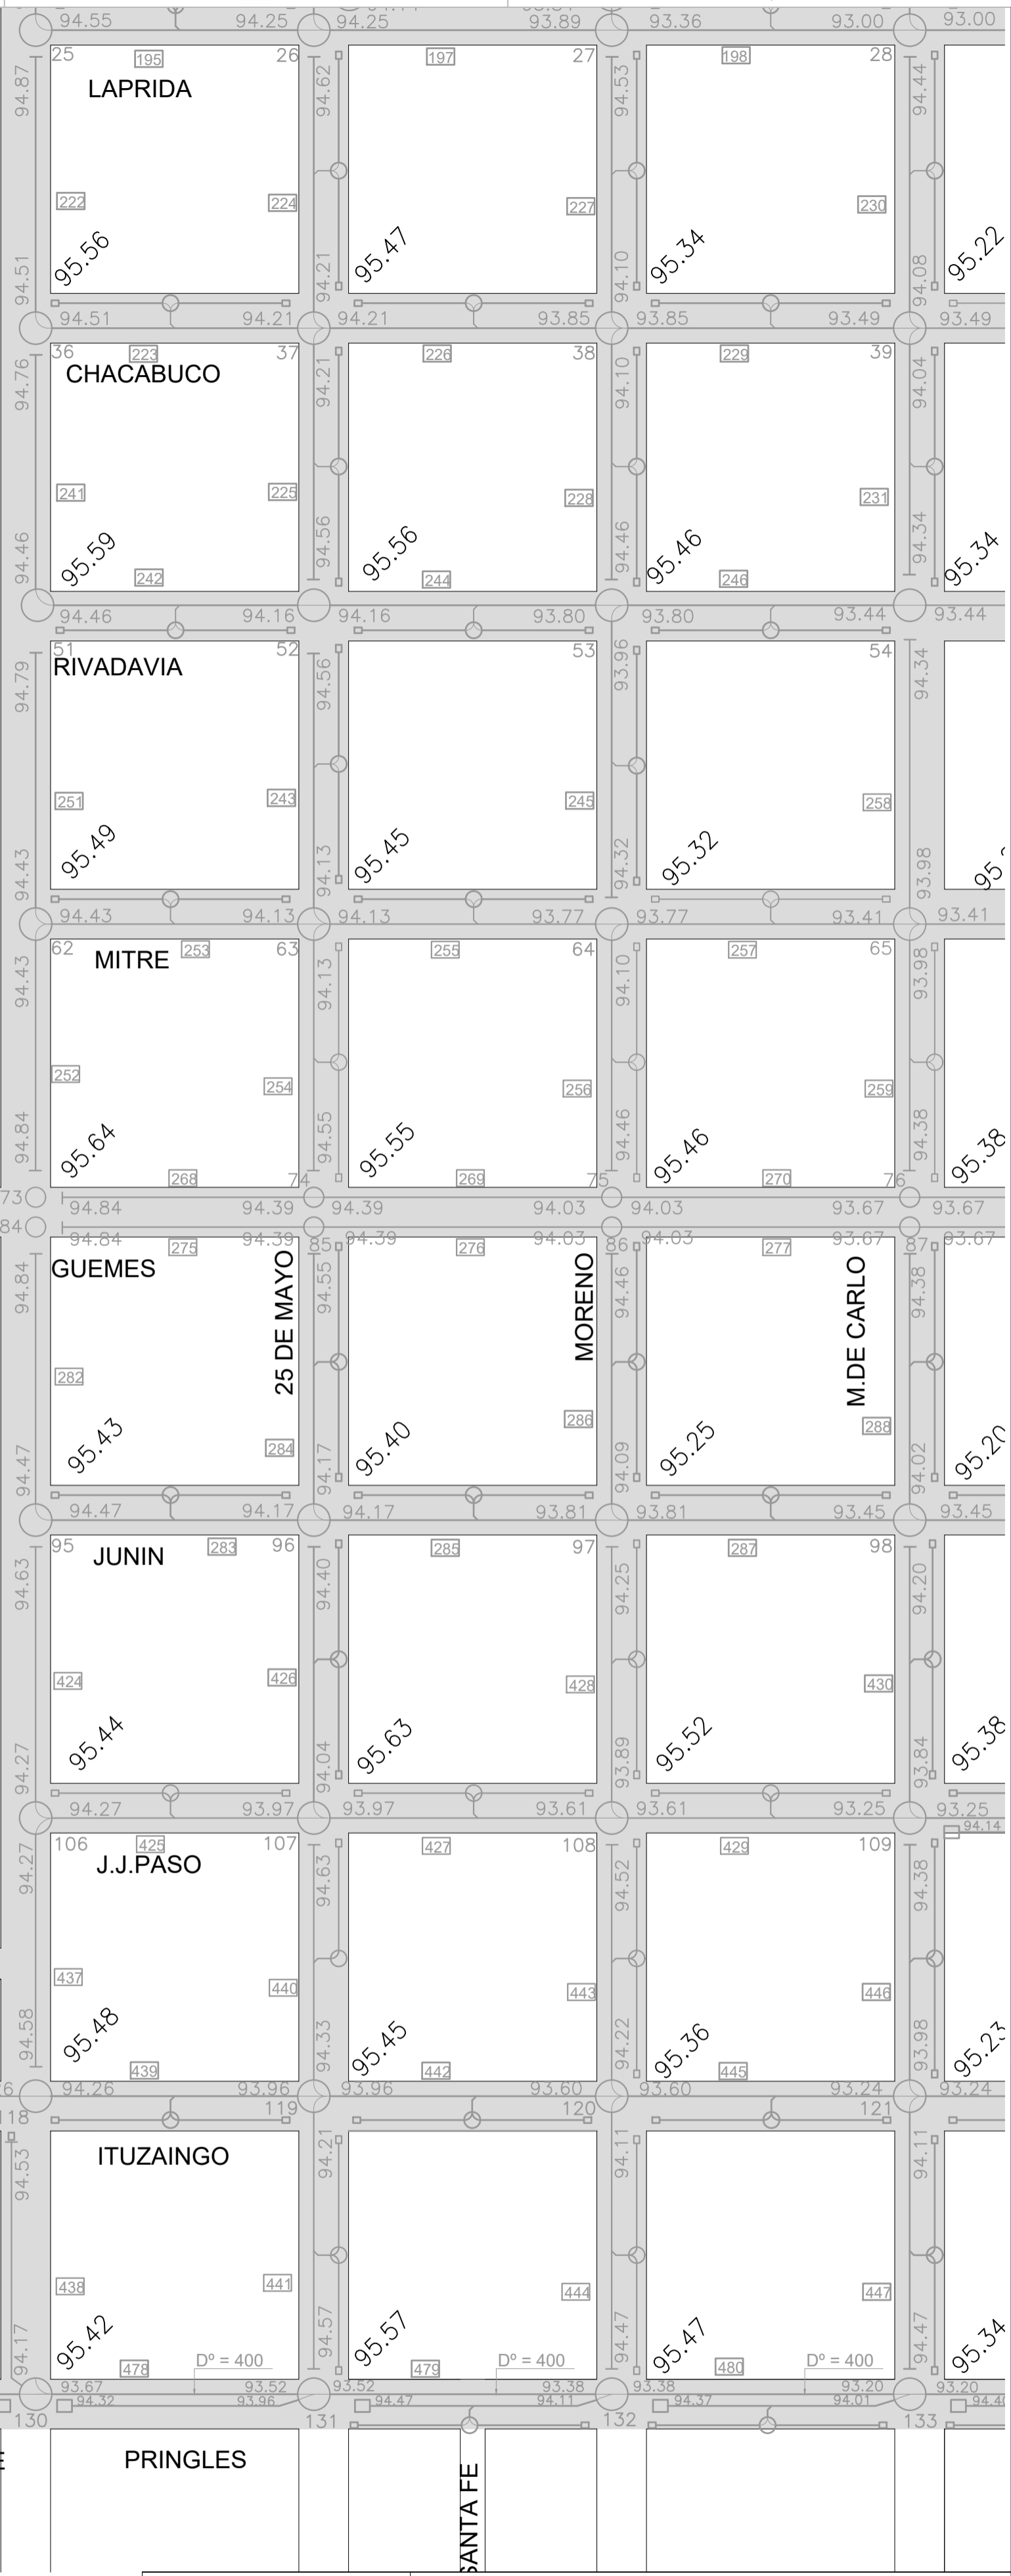 94.55 94.25 94.25 93.89 93.36 93.00 93.00
25 195 26 197 27 198 28
94.87 LAPRIDA 94.62 94.53 94.44
222 224 227 230
94.51 95.56 94.21 95.47 94.10 95.34 94.08 95.22
94.51 94.21 94.21 93.85 93.85 93.49 93.49
36 223 37 226 38 229 39
94.76 CHACABUCO 94.21 94.10 94.04
241 225 228 231
94.46 95.59 94.56 95.56 94.46 95.46 94.34 95.34
242 244 246
94.46 94.16 94.16 93.80 93.80 93.44 93.44
51 52 53 54
94.79 RIVADAVIA 94.56 93.96 94.34
251 243 245 258
94.43 95.49 94.13 95.45 94.32 95.32 93.98
94.43 94.13 94.13 93.77 93.77 93.41 93.41
62 253 63 255 64 257 65
94.43 MITRE 94.13 94.10 93.98
252 254 256 259
94.84 95.64 94.55 95.55 94.46 95.46 94.38 95.38
268 74 269 75 270 76
73 94.84 94.39 94.39 94.03 94.03 93.67 93.67
84 94.84 94.39 94.39 94.03 94.03 93.67 93.67
275 85 276 86 277 87
94.84 GUEMES 25 DE MAYO 94.55 MORENO 94.46 M.DE CARLO 94.38
282 284 286 288
94.47 95.43 94.17 95.40 94.09 95.25 94.02 95.20
94.47 94.17 94.17 93.81 93.81 93.45 93.45
95 283 96 285 97 287 98
94.63 JUNIN 94.40 94.25 94.20
424 426 428 430
94.27 95.44 94.04 95.63 93.89 95.52 93.84 95.38
94.27 93.97 93.97 93.61 93.61 93.25 93.25
94.14
106 425 107 427 108 429 109
94.27 J.J.PASO 94.63 94.52 94.38
437 440 443 446
94.58 95.48 94.33 95.45 94.22 95.36 93.98 95.23
439 442 445
94.26 93.96 93.96 93.60 93.60 93.24 93.24
118 119 120 121
94.53 ITUZAINGO 94.21 94.11 94.11
438 441 444 447
94.17 95.42 94.57 95.57 94.47 95.47 94.47 95.34
478 Dº = 400 479 Dº = 400 480 Dº = 400
93.67 93.52 93.52 93.38 93.38 93.20 93.20
94.32 93.96 94.47 94.11 94.37 94.01
130 131 132 133
PRINGLES
SANTA FE